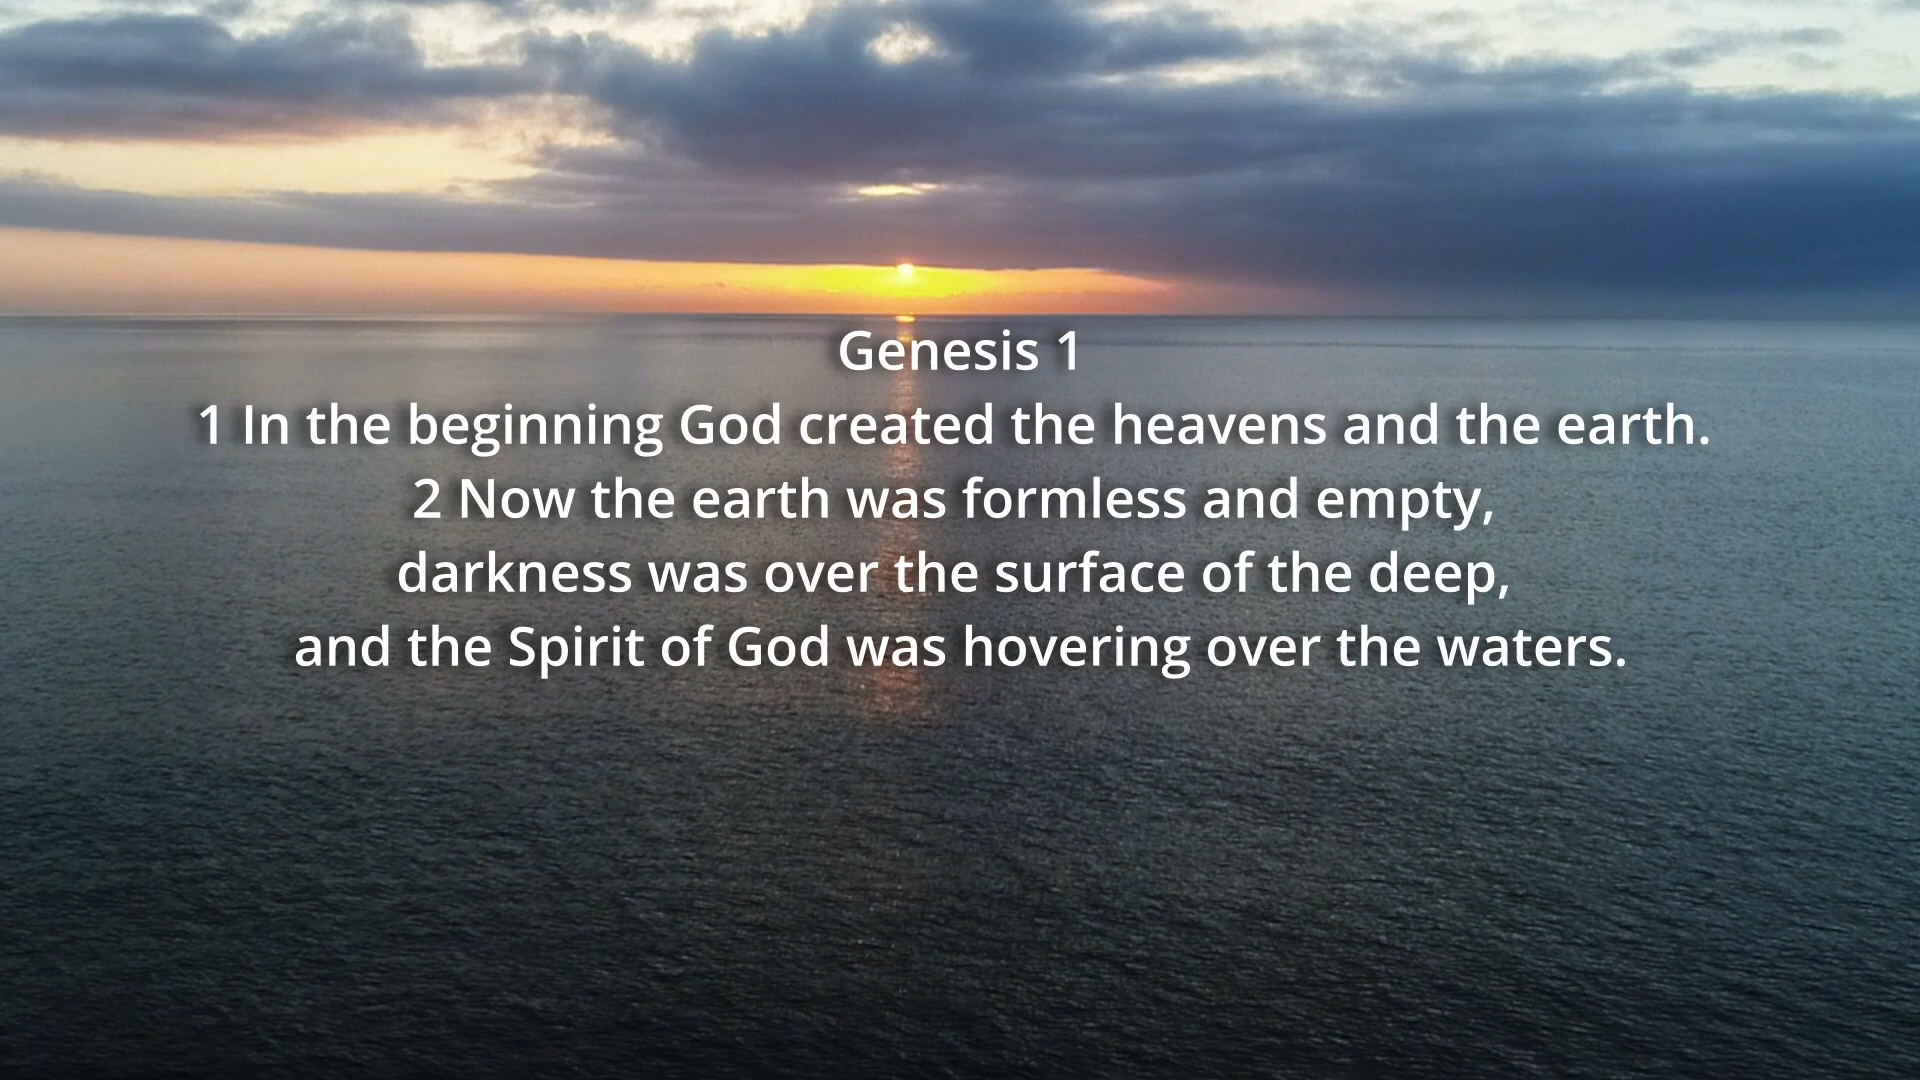 Genesis 1
1 In the beginning God created the heavens and the earth.
2 Now the earth was formless and empty,
darkness was over the surface of the deep,
and the Spirit of God was hovering over the waters.